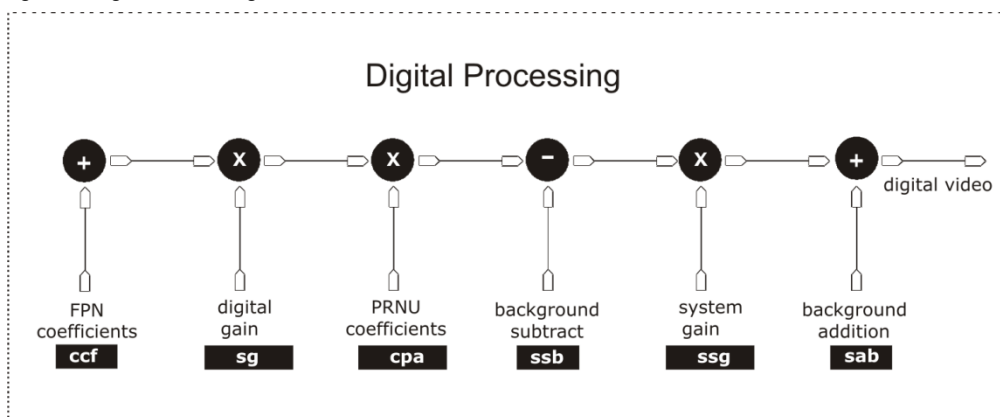 Digital Processing
+ X X - X +
digital video
FPN
coefficients
ccf
digital
gain
sg
PRNU
coefficients
cpa
background
subtract
ssb
system
gain
ssg
background
addition
sab